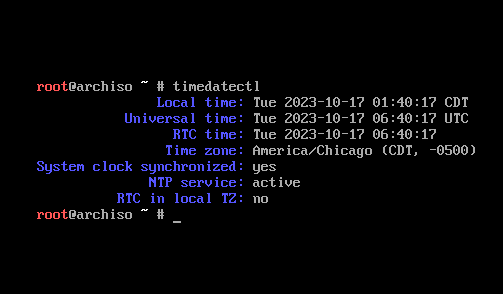 root@archiso ~ # timedatectl
Local time: Tue 2023-10-17 01:40:17 CDT
Universal time: Tue 2023-10-17 06:40:17 UTC
RTC time: Tue 2023-10-17 06:40:17
Time zone: America/Chicago (CDT, -0500)
System clock synchronized: yes
NTP service: active
RTC in local TZ: no
root@archiso ~ # _